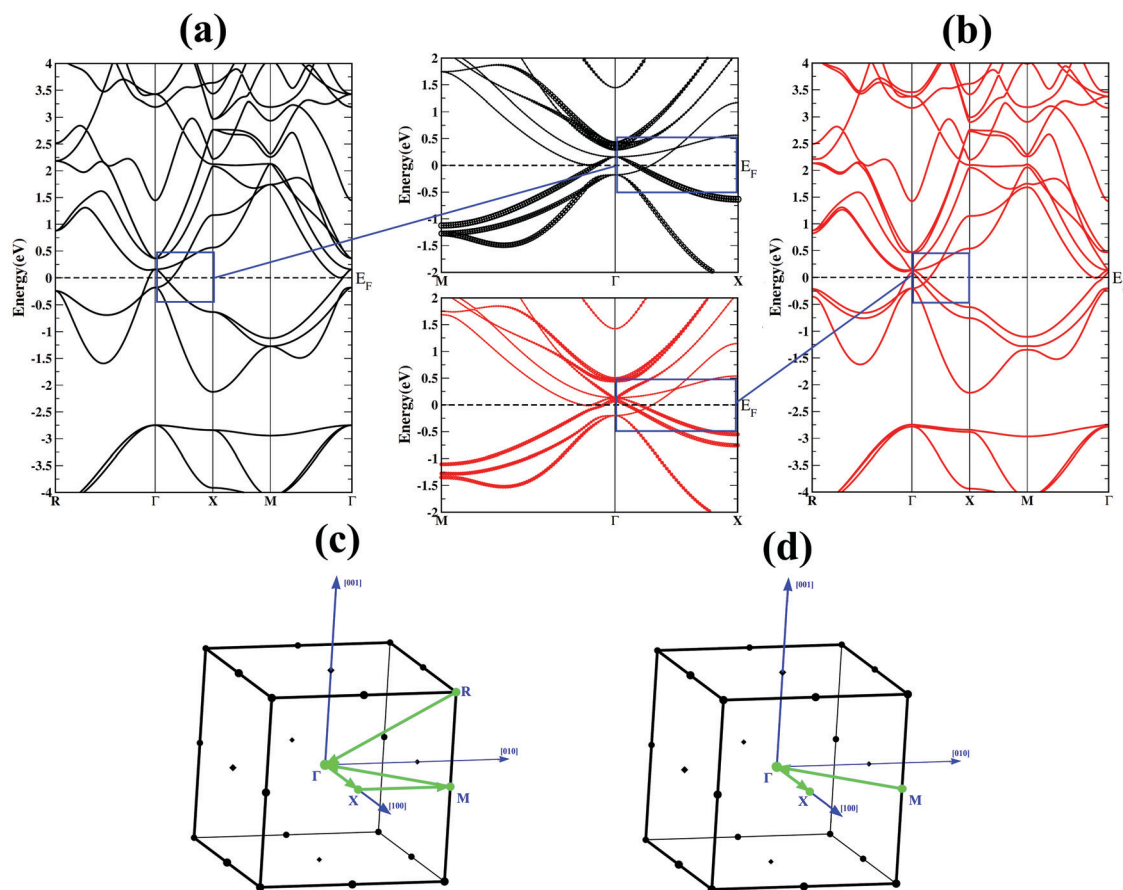 (a)
(b)
Energy(eV)
4
3.5
3
2.5
2
1.5
1
0.5
0
-0.5
-1
-1.5
-2
-2.5
-3
-3.5
-4
R Γ X M Γ
E_F
Energy(eV)
2
1.5
1
0.5
0
-0.5
-1
-1.5
-2
M Γ X
E_F
Energy(eV)
2
1.5
1
0.5
0
-0.5
-1
-1.5
-2
M Γ X
E_F
Energy(eV)
4
3.5
3
2.5
2
1.5
1
0.5
0
-0.5
-1
-1.5
-2
-2.5
-3
-3.5
-4
R Γ X M Γ
E
(c)
[001]
R
[010]
Γ
X
M
[100]
(d)
[001]
[010]
Γ
X
M
[100]